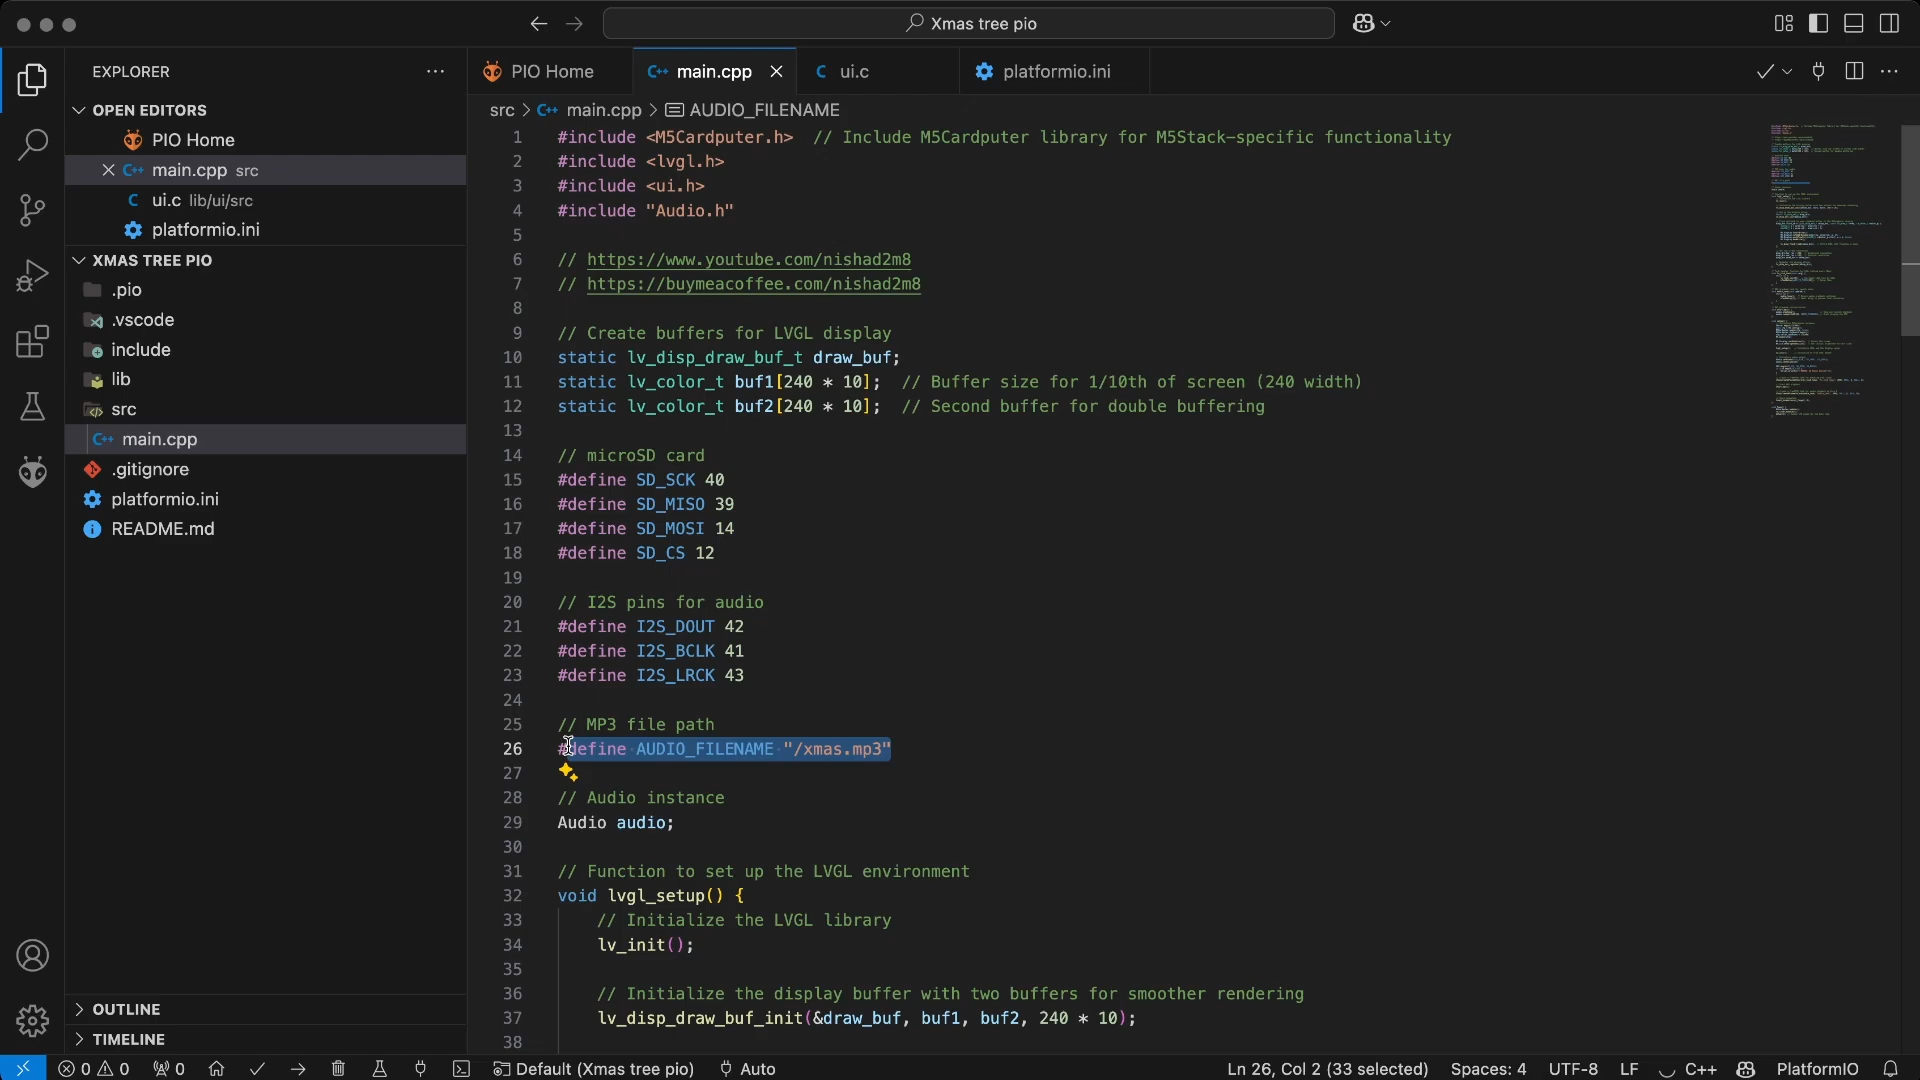 Xmas tree pio
EXPLORER
PIO Home
main.cpp
ui.c
platformio.ini
OPEN EDITORS
PIO Home
main.cpp src
ui.c lib/ui/src
platformio.ini
XMAS TREE PIO
.pio
.vscode
include
lib
src
main.cpp
.gitignore
platformio.ini
README.md
OUTLINE
TIMELINE
src > main.cpp > AUDIO_FILENAME
1 #include <M5Cardputer.h> // Include M5Cardputer library for M5Stack-specific functionality
2 #include <lvgl.h>
3 #include <ui.h>
4 #include "Audio.h"
5
6 // https://www.youtube.com/nishad2m8
7 // https://buymeacoffee.com/nishad2m8
8
9 // Create buffers for LVGL display
10 static lv_disp_draw_buf_t draw_buf;
11 static lv_color_t buf1[240 * 10]; // Buffer size for 1/10th of screen (240 width)
12 static lv_color_t buf2[240 * 10]; // Second buffer for double buffering
13
14 // microSD card
15 #define SD_SCK 40
16 #define SD_MISO 39
17 #define SD_MOSI 14
18 #define SD_CS 12
19
20 // I2S pins for audio
21 #define I2S_DOUT 42
22 #define I2S_BCLK 41
23 #define I2S_LRCK 43
24
25 // MP3 file path
26 #define AUDIO_FILENAME "/xmas.mp3"
27
28 // Audio instance
29 Audio audio;
30
31 // Function to set up the LVGL environment
32 void lvgl_setup() {
33 // Initialize the LVGL library
34 lv_init();
35
36 // Initialize the display buffer with two buffers for smoother rendering
37 lv_disp_draw_buf_init(&draw_buf, buf1, buf2, 240 * 10);
38
0 0 0 Default (Xmas tree pio) Auto Ln 26, Col 2 (33 selected) Spaces: 4 UTF-8 LF C++ PlatformIO